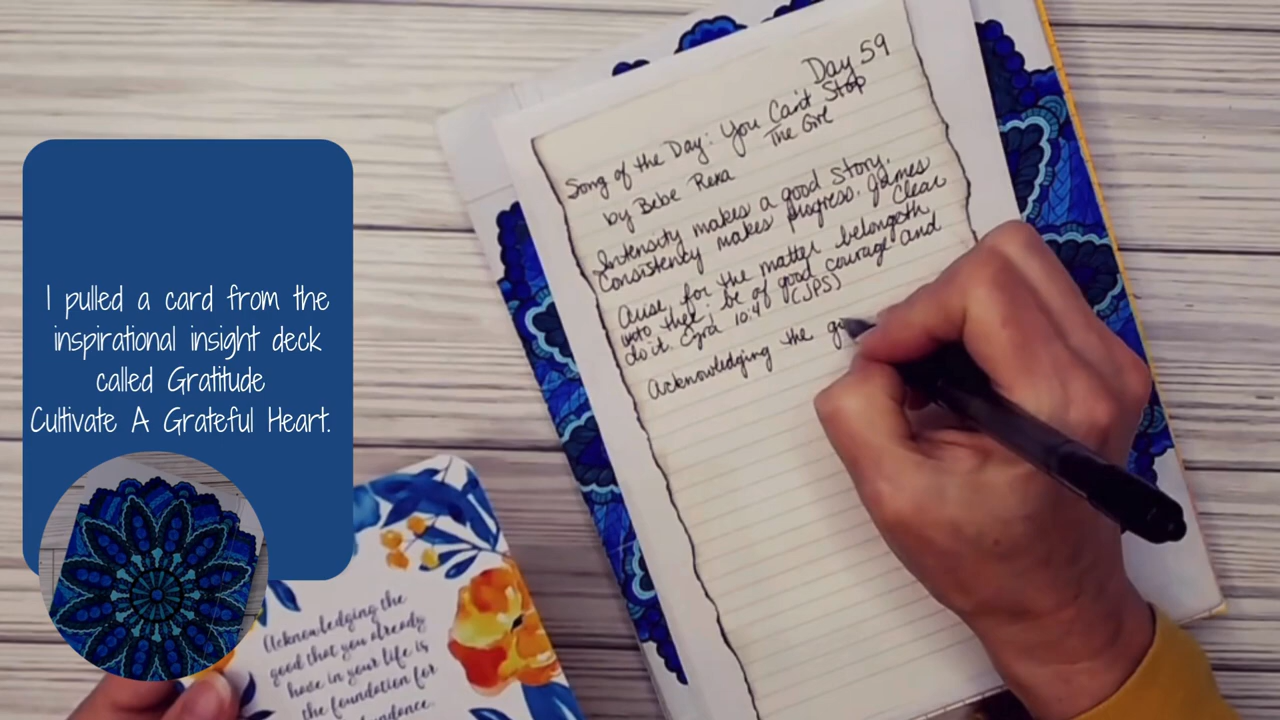 I pulled a card from the
inspirational insight deck
called Gratitude
Cultivate A Grateful Heart.
Day 59
Song of the Day: You Can't Stop
The Girl
by Bebe Rexa
Intensity makes a good story.
Consistency makes progress. James
Clear
Arise, for the matter belongeth
unto thee; be of good courage and
do it. Ezra 10:4 (JPS)
Acknowledging the go
Acknowledging the
good that you already
have in your life is
the foundation for